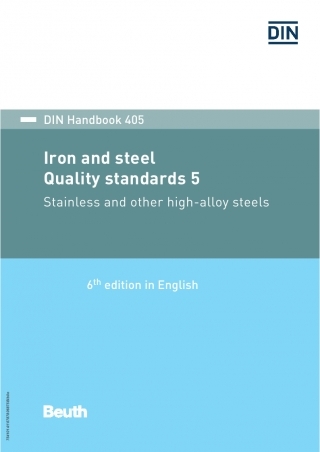 DIN
DIN Handbook 405
Iron and steel
Quality standards 5
Stainless and other high-alloy steels
6th edition in English
Beuth